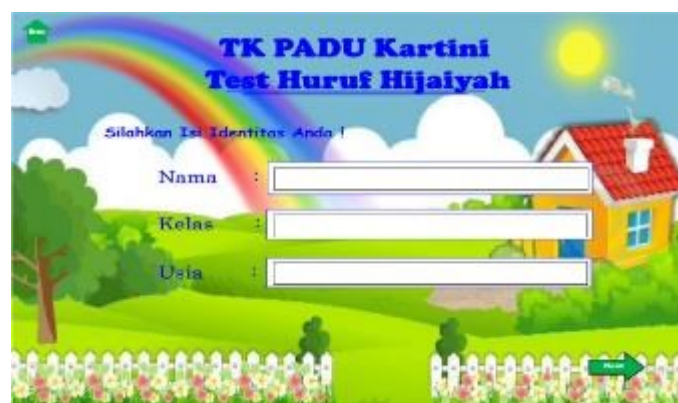 TK PADU Kartini
Test Huruf Hijaiyah
Silahkan Isi Identitas Anda !
Nama :
Kelas :
Usia :